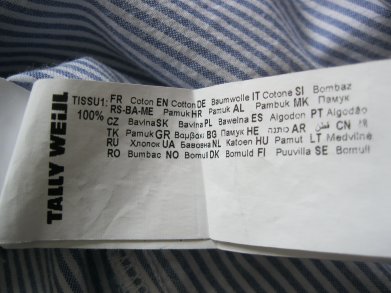 TALLY WEIJL
TISSU1: FR Coton EN Cotton DE Baumwolle IT Cotone SI Bombaz
100% RS-BA-ME Pamuk HR Pamuk AL Pambuk MK Памук
CZ Bavlna SK Bavlna PL Bawelna ES Algodon PT Algodão
TK Pamuk GR Βαμβάκι BG Памук HE כותנה AR قطن CN 棉
RU Хлопок UA Бавовна NL Katoen HU Pamut LT Medvilnė
RO Bumbac NO Bomull DK Bomuld FI Puuvilla SE Bomull